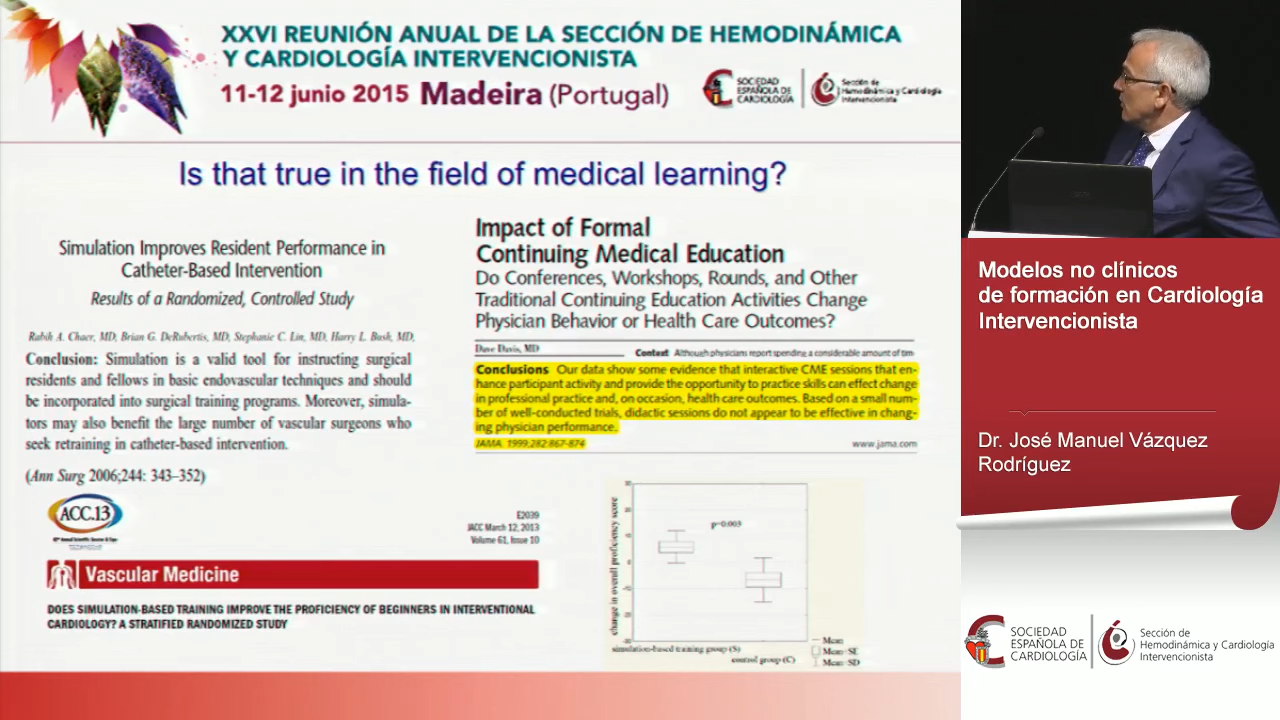 XXVI REUNIÓN ANUAL DE LA SECCIÓN DE HEMODINÁMICA
Y CARDIOLOGÍA INTERVENCIONISTA
11-12 junio 2015 Madeira (Portugal)
SOCIEDAD
ESPAÑOLA DE
CARDIOLOGÍA
Sección de
Hemodinámica y Cardiología
Intervencionista
Is that true in the field of medical learning?
Simulation Improves Resident Performance in
Catheter-Based Intervention
Results of a Randomized, Controlled Study
Rabih A. Chaer, MD, Brian G. DeRubertis, MD, Stephanie C. Lin, MD, Harry L. Bush, MD,
Conclusion: Simulation is a valid tool for instructing surgical
residents and fellows in basic endovascular techniques and should
be incorporated into surgical training programs. Moreover, simula-
tors may also benefit the large number of vascular surgeons who
seek retraining in catheter-based intervention.
(Ann Surg 2006;244: 343–352)
Impact of Formal
Continuing Medical Education
Do Conferences, Workshops, Rounds, and Other
Traditional Continuing Education Activities Change
Physician Behavior or Health Care Outcomes?
Dave Davis, MD
Context Although physicians report spending a considerable amount of tim
Conclusions Our data show some evidence that interactive CME sessions that en-
hance participant activity and provide the opportunity to practice skills can effect change
in professional practice and, on occasion, health care outcomes. Based on a small num-
ber of well-conducted trials, didactic sessions do not appear to be effective in chang-
ing physician performance.
JAMA. 1999;282:867-874
www.jama.com
ACC.13
E2039
JACC March 12, 2013
Volume 61, Issue 10
Vascular Medicine
DOES SIMULATION-BASED TRAINING IMPROVE THE PROFICIENCY OF BEGINNERS IN INTERVENTIONAL
CARDIOLOGY? A STRATIFIED RANDOMIZED STUDY
change in overall proficiency score
p=0.003
simulation-based training group (S)
control group (C)
Mean
Mean±SE
Mean±SD
Modelos no clínicos
de formación en Cardiología
Intervencionista
Dr. José Manuel Vázquez
Rodríguez
SOCIEDAD
ESPAÑOLA DE
CARDIOLOGÍA
Sección de
Hemodinámica y Cardiología
Intervencionista